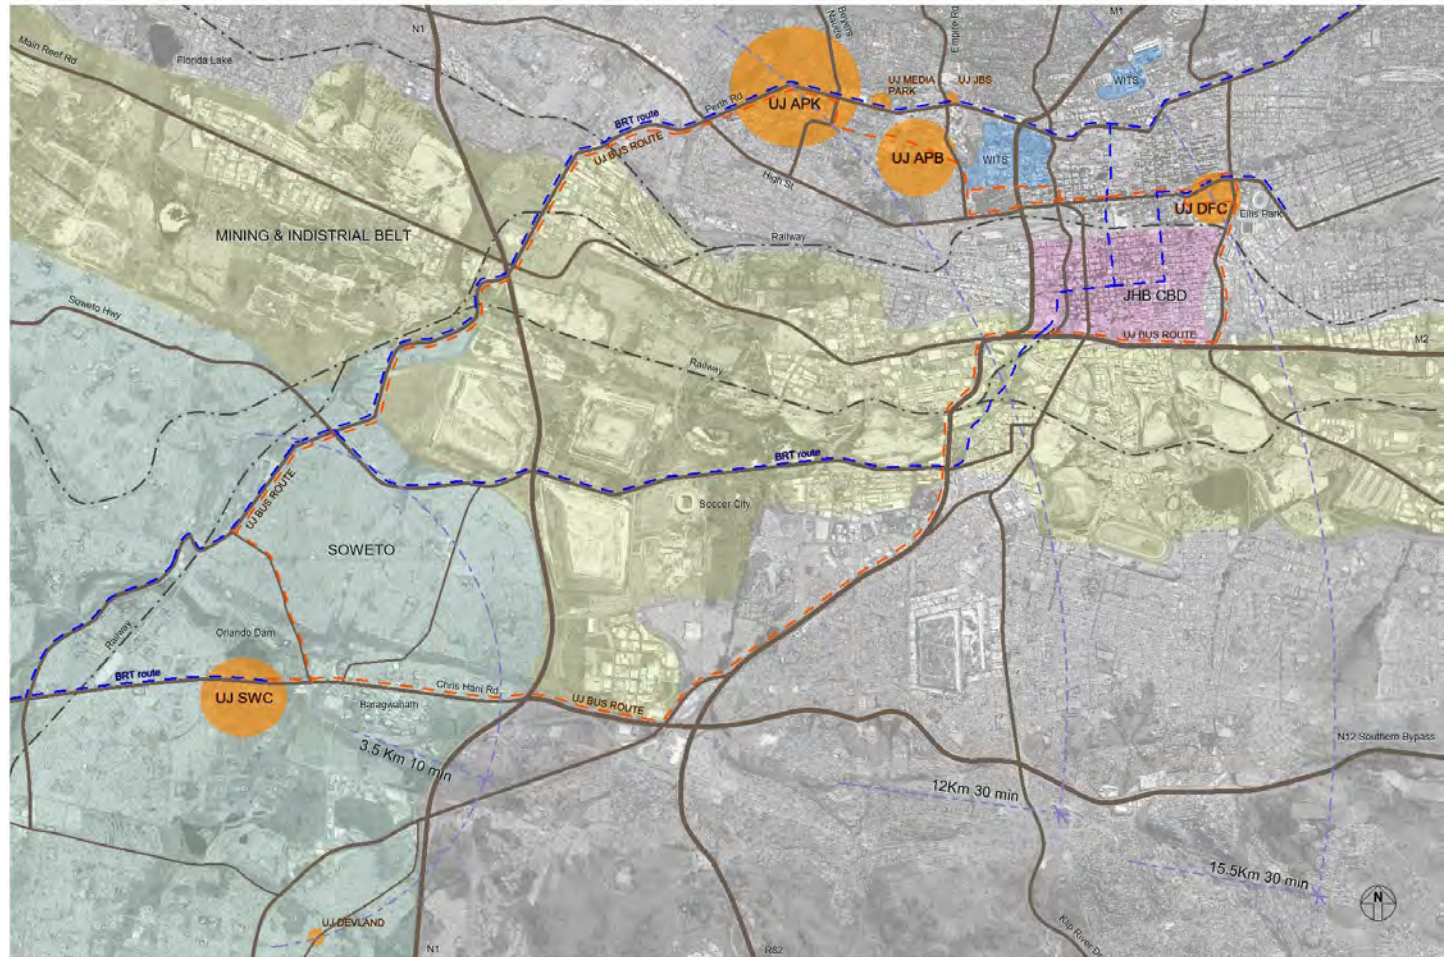 N1
Beyers
Naude
Empire Rd
M1
Main Reef Rd
Florida Lake
UJ MEDIA
PARK
UJ JBS
WITS
Perth Rd
UJ APK
BRT route
UJ BUS ROUTE
UJ APB
WITS
High St
UJ DFC
Ellis Park
MINING & INDISTRIAL BELT
Railway
Soweto Hwy
JHB CBD
UJ BUS ROUTE
M2
Railway
BRT route
UJ BUS ROUTE
Soccer City
SOWETO
Railway
Orlando Dam
BRT route
UJ SWC
Chris Hani Rd
Baragwanath
UJ BUS ROUTE
N12 Southern Bypass
3.5 Km 10 min
12Km 30 min
15.5Km 30 min
N
UJ DEVLAND
N1
R82
Klip River Dr